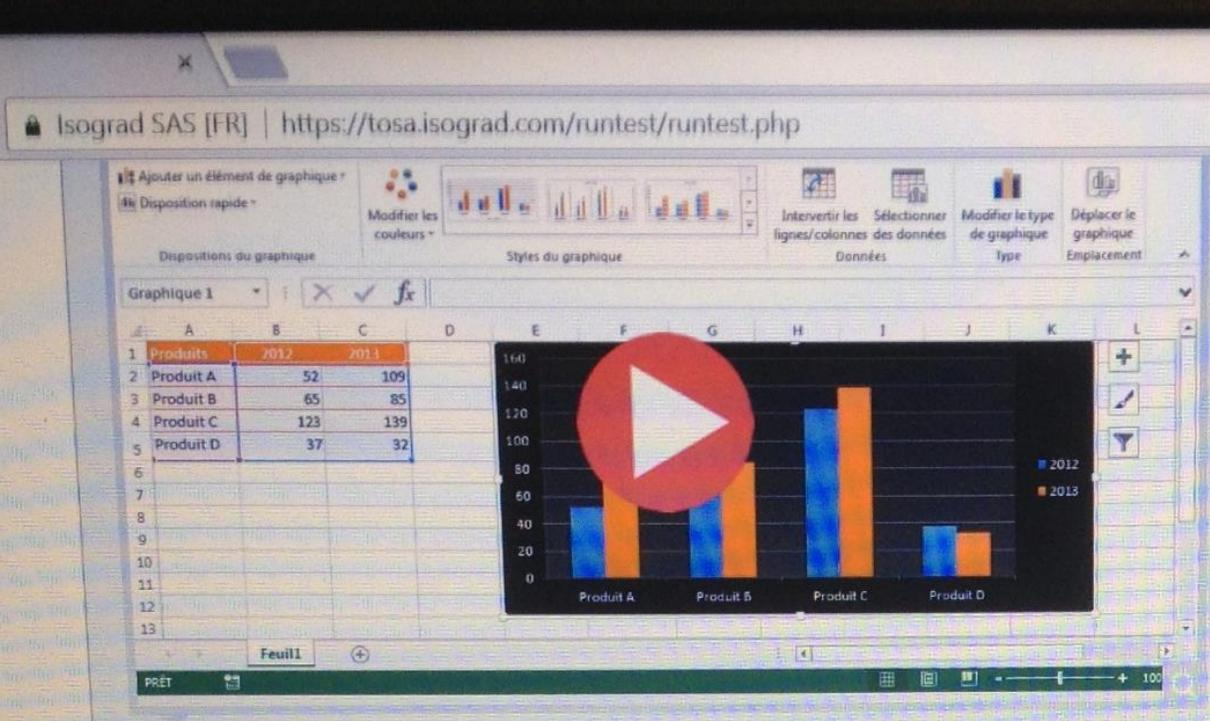 Isograd SAS [FR] | https://tosa.isograd.com/runtest/runtest.php
Ajouter un élément de graphique
Disposition rapide
Dispositions du graphique
Modifier les
couleurs
Styles du graphique
Intervertir les
lignes/colonnes
Sélectionner
des données
Données
Modifier le type
de graphique
Type
Déplacer le
graphique
Emplacement
Graphique 1
fx
A B C D E F G H I J K L
1 Produits 2012 2013
2 Produit A 52 109
3 Produit B 65 85
4 Produit C 123 139
5 Produit D 37 32
6
7
8
9
10
11
12
13
160
140
120
100
80
60
40
20
0
Produit A Produit B Produit C Produit D
2012
2013
Feuil1
PRÊT
100